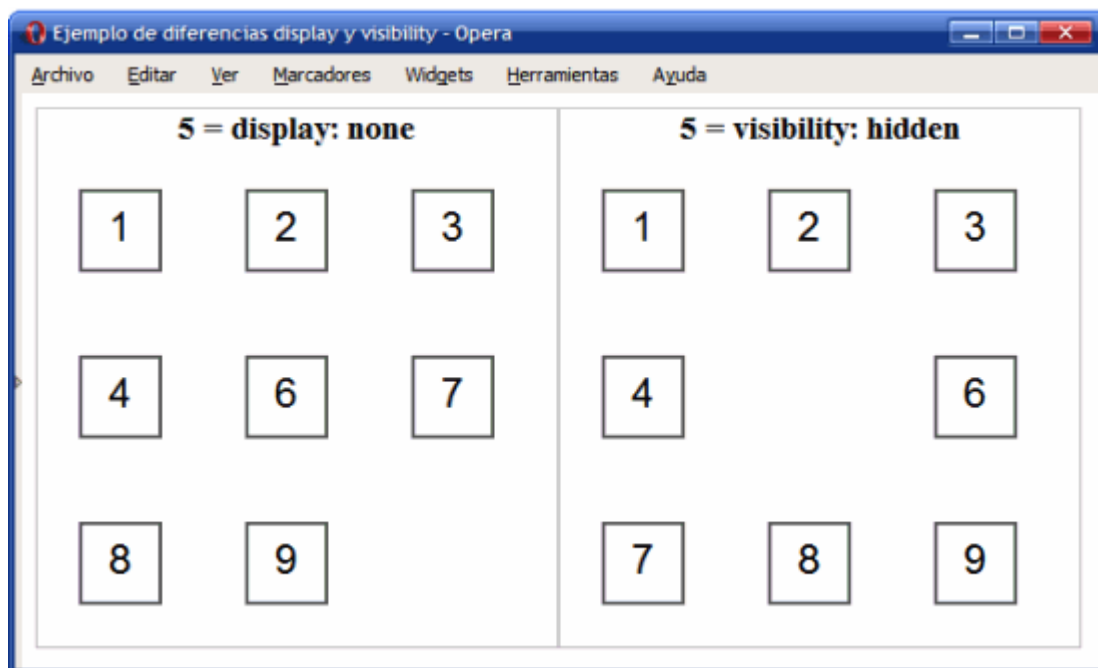 Ejemplo de diferencias display y visibility - Opera
Archivo Editar Ver Marcadores Widgets Herramientas Ayuda
5 = display: none
1 2 3
4 6 7
8 9
5 = visibility: hidden
1 2 3
4 6
7 8 9